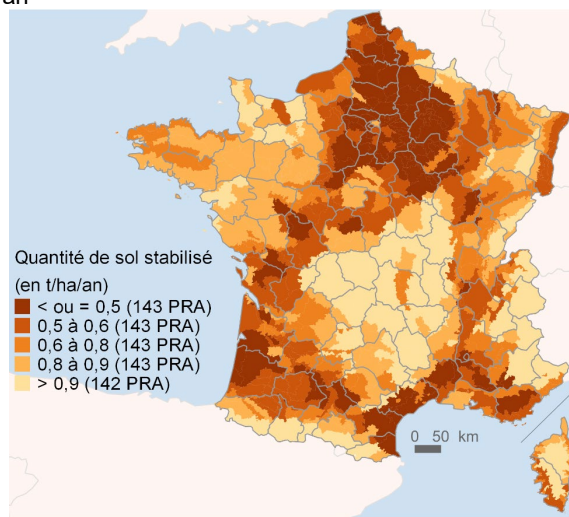 an
Quantité de sol stabilisé
(en t/ha/an)
< ou = 0,5 (143 PRA)
0,5 à 0,6 (143 PRA)
0,6 à 0,8 (143 PRA)
0,8 à 0,9 (143 PRA)
> 0,9 (142 PRA)
0 50 km